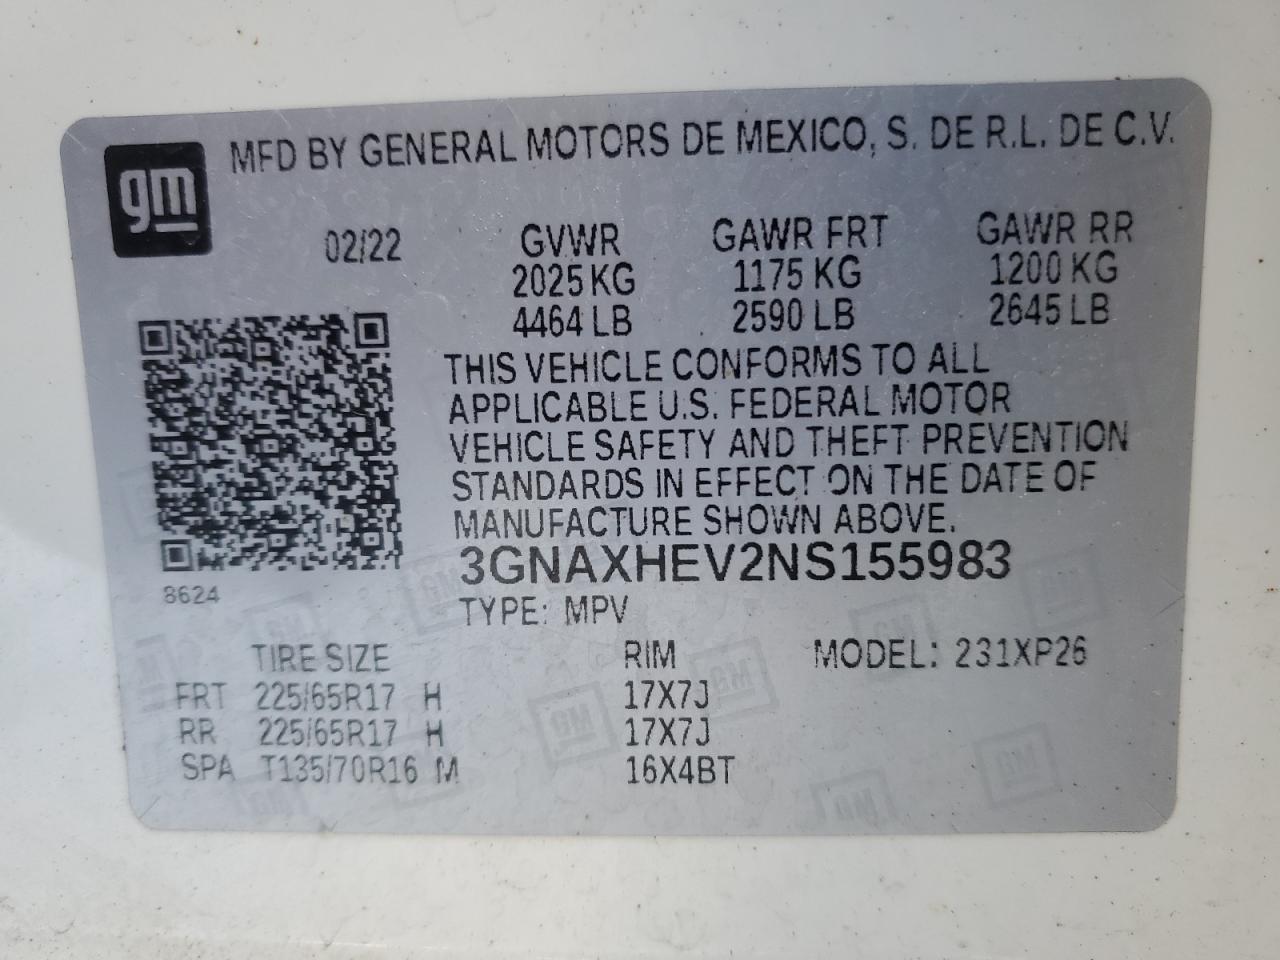 gm
MFD BY GENERAL MOTORS DE MEXICO, S. DE R.L. DE C.V.
02/22 GVWR GAWR FRT GAWR RR
2025 KG 1175 KG 1200 KG
4464 LB 2590 LB 2645 LB
THIS VEHICLE CONFORMS TO ALL
APPLICABLE U.S. FEDERAL MOTOR
VEHICLE SAFETY AND THEFT PREVENTION
STANDARDS IN EFFECT ON THE DATE OF
MANUFACTURE SHOWN ABOVE.
3GNAXHEV2NS155983
8624
TYPE: MPV
TIRE SIZE RIM MODEL: 231XP26
FRT 225/65R17 H 17X7J
RR 225/65R17 H 17X7J
SPA T135/70R16 M 16X4BT